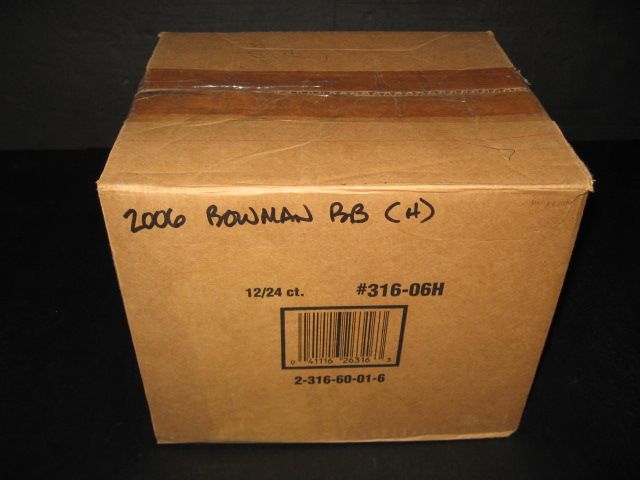 2006 BOWMAN BB (H)
12/24 ct. #316-06H
0 41116 26316 3
2-316-60-01-6